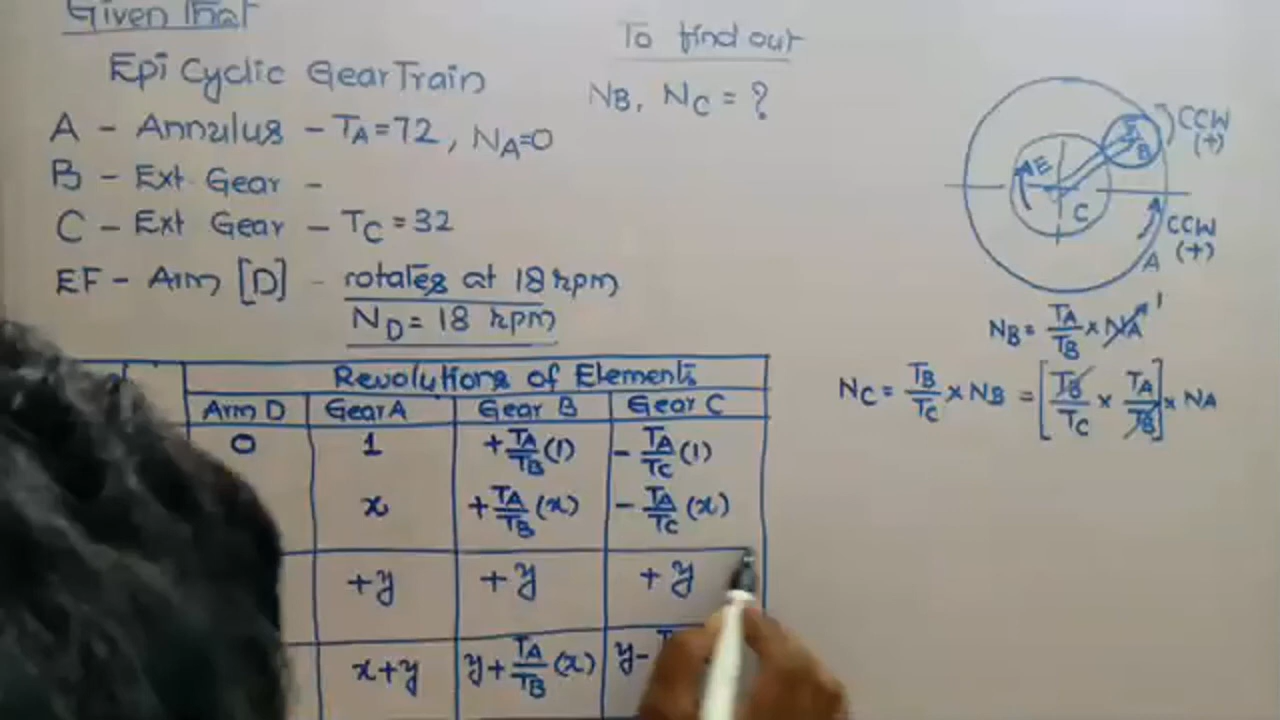 Given That
To find out
Epi Cyclic Gear Train
NB, NC = ?
A - Annulus - TA = 72, NA=0
B - Ext Gear -
C - Ext Gear - TC = 32
EF - Arm [D] - rotates at 18 rpm
ND = 18 rpm
CCW
(+)
E
B
C
A
CCW
(+)
A
NB = TA/TB × NA 1
NC = TB/TC × NB = [TB/TC × TA/TB] × NA
Revolutions of Elements
Arm D Gear A Gear B Gear C
0 1 +TA/TB (1) - TA/TC (1)
x +TA/TB (x) - TA/TC (x)
+y +y +y
x+y y+TA/TB (x) y-